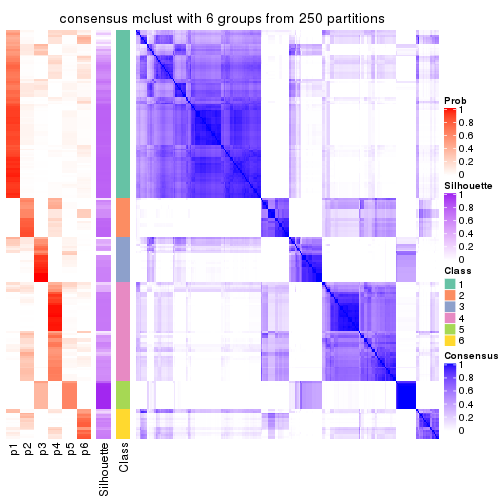 consensus mclust with 6 groups from 250 partitions
p1
p2
p3
p4
p5
p6
Silhouette
Class
Prob
1
0.8
0.6
0.4
0.2
0
Silhouette
1
0.8
0.6
0.4
0.2
0
Class
1
2
3
4
5
6
Consensus
1
0.8
0.6
0.4
0.2
0